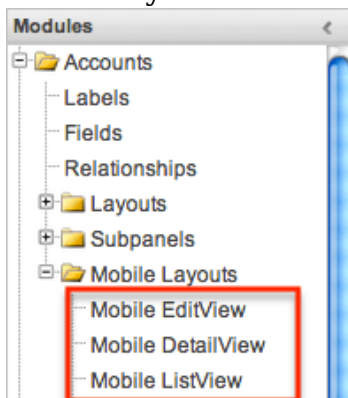 Modules
Accounts
Labels
Fields
Relationships
Layouts
Subpanels
Mobile Layouts
Mobile EditView
Mobile DetailView
Mobile ListView